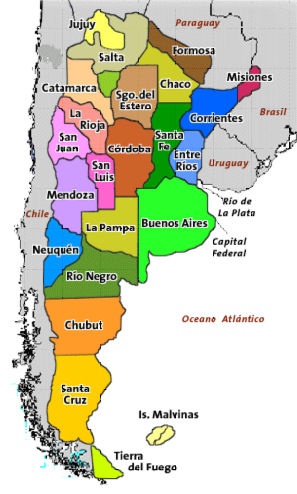 Paraguay
Jujuy
Formosa
Salta
Chaco
Misiones
Catamarca
Sgo. del
Estero
Brasil
Corrientes
La
Rioja
San
Juan
Santa
Fé
Córdoba
Entre
Ríos
Uruguay
San
Luis
Mendoza
Río de
La Plata
Chile
La Pampa
Buenos Aires
Capital
Federal
Neuquén
Río Negro
Oceano Atlántico
Chubut
Santa
Cruz
Is. Malvinas
Tierra
del Fuego